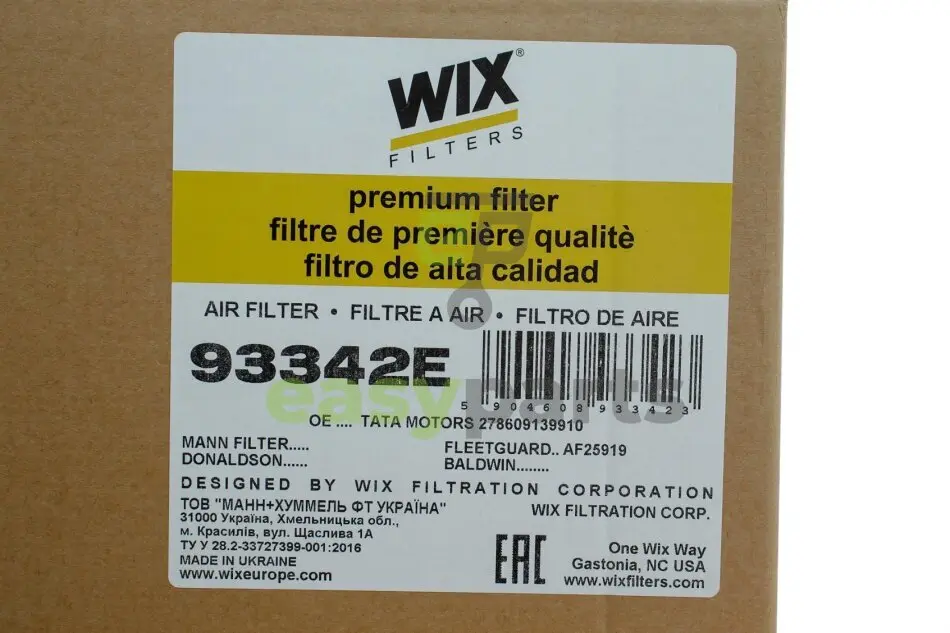 WIX®
FILTERS
premium filter
filtre de première qualitè
filtro de alta calidad
AIR FILTER • FILTRE A AIR • FILTRO DE AIRE
93342E
5 904608 933423
easyparts
OE .... TATA MOTORS 278609139910
MANN FILTER..... FLEETGUARD.. AF25919
DONALDSON...... BALDWIN........
DESIGNED BY WIX FILTRATION CORPORATION
ТОВ "МАНН+ХУММЕЛЬ ФТ УКРАЇНА" WIX FILTRATION CORP.
31000 Україна, Хмельницька обл.,
м. Красилів, вул. Щаслива 1А
ТУ У 28.2-33727399-001:2016
MADE IN UKRAINE
www.wixeurope.com
EAC
One Wix Way
Gastonia, NC USA
www.wixfilters.com